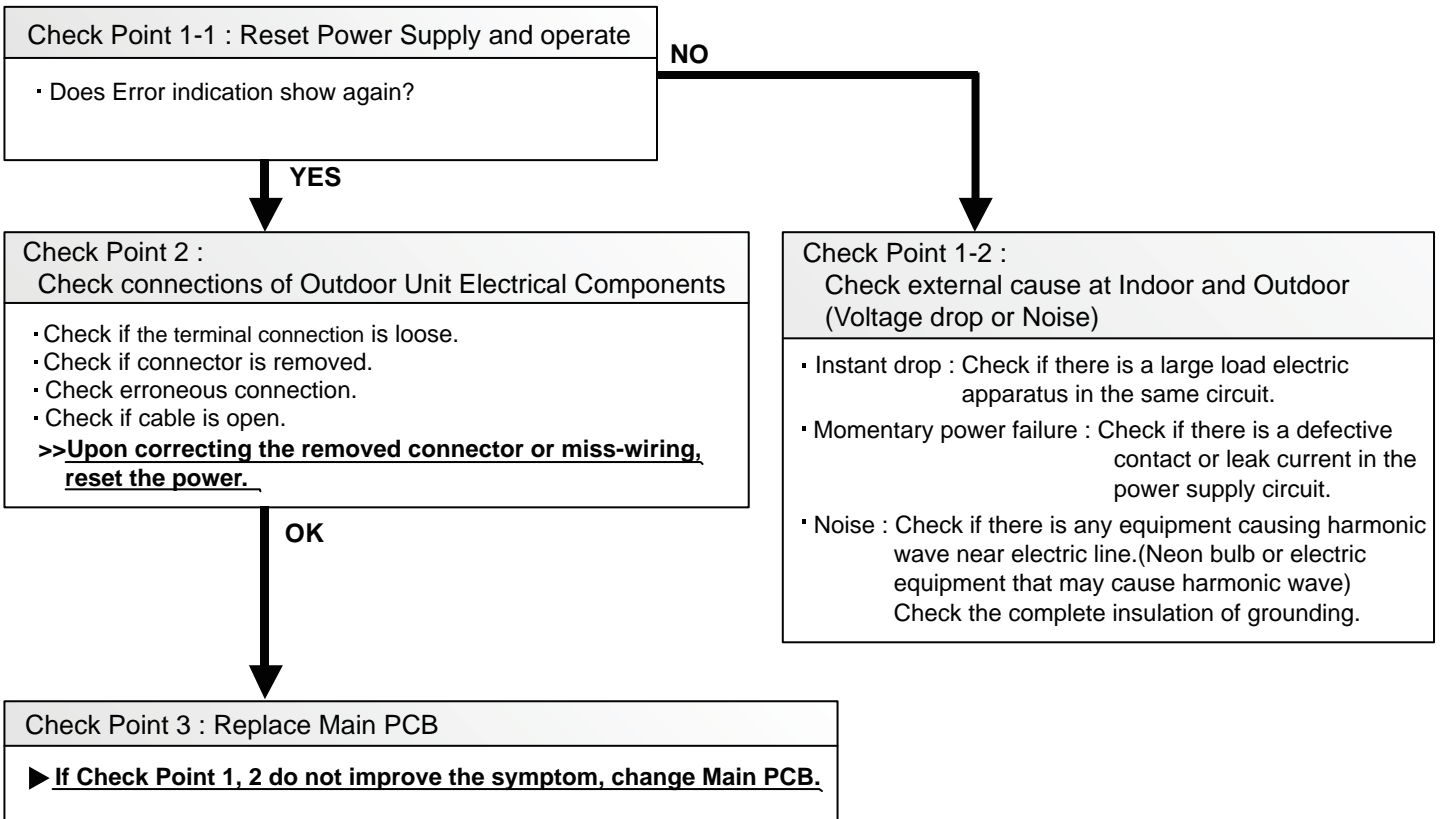 Check Point 1-1 : Reset Power Supply and operate
· Does Error indication show again?
NO
YES
Check Point 2 :
Check connections of Outdoor Unit Electrical Components
· Check if the terminal connection is loose.
· Check if connector is removed.
· Check erroneous connection.
· Check if cable is open.
>>Upon correcting the removed connector or miss-wiring,
reset the power.
OK
Check Point 1-2 :
Check external cause at Indoor and Outdoor
(Voltage drop or Noise)
· Instant drop : Check if there is a large load electric
apparatus in the same circuit.
· Momentary power failure : Check if there is a defective
contact or leak current in the
power supply circuit.
· Noise : Check if there is any equipment causing harmonic
wave near electric line.(Neon bulb or electric
equipment that may cause harmonic wave)
Check the complete insulation of grounding.
Check Point 3 : Replace Main PCB
▶ If Check Point 1, 2 do not improve the symptom, change Main PCB.